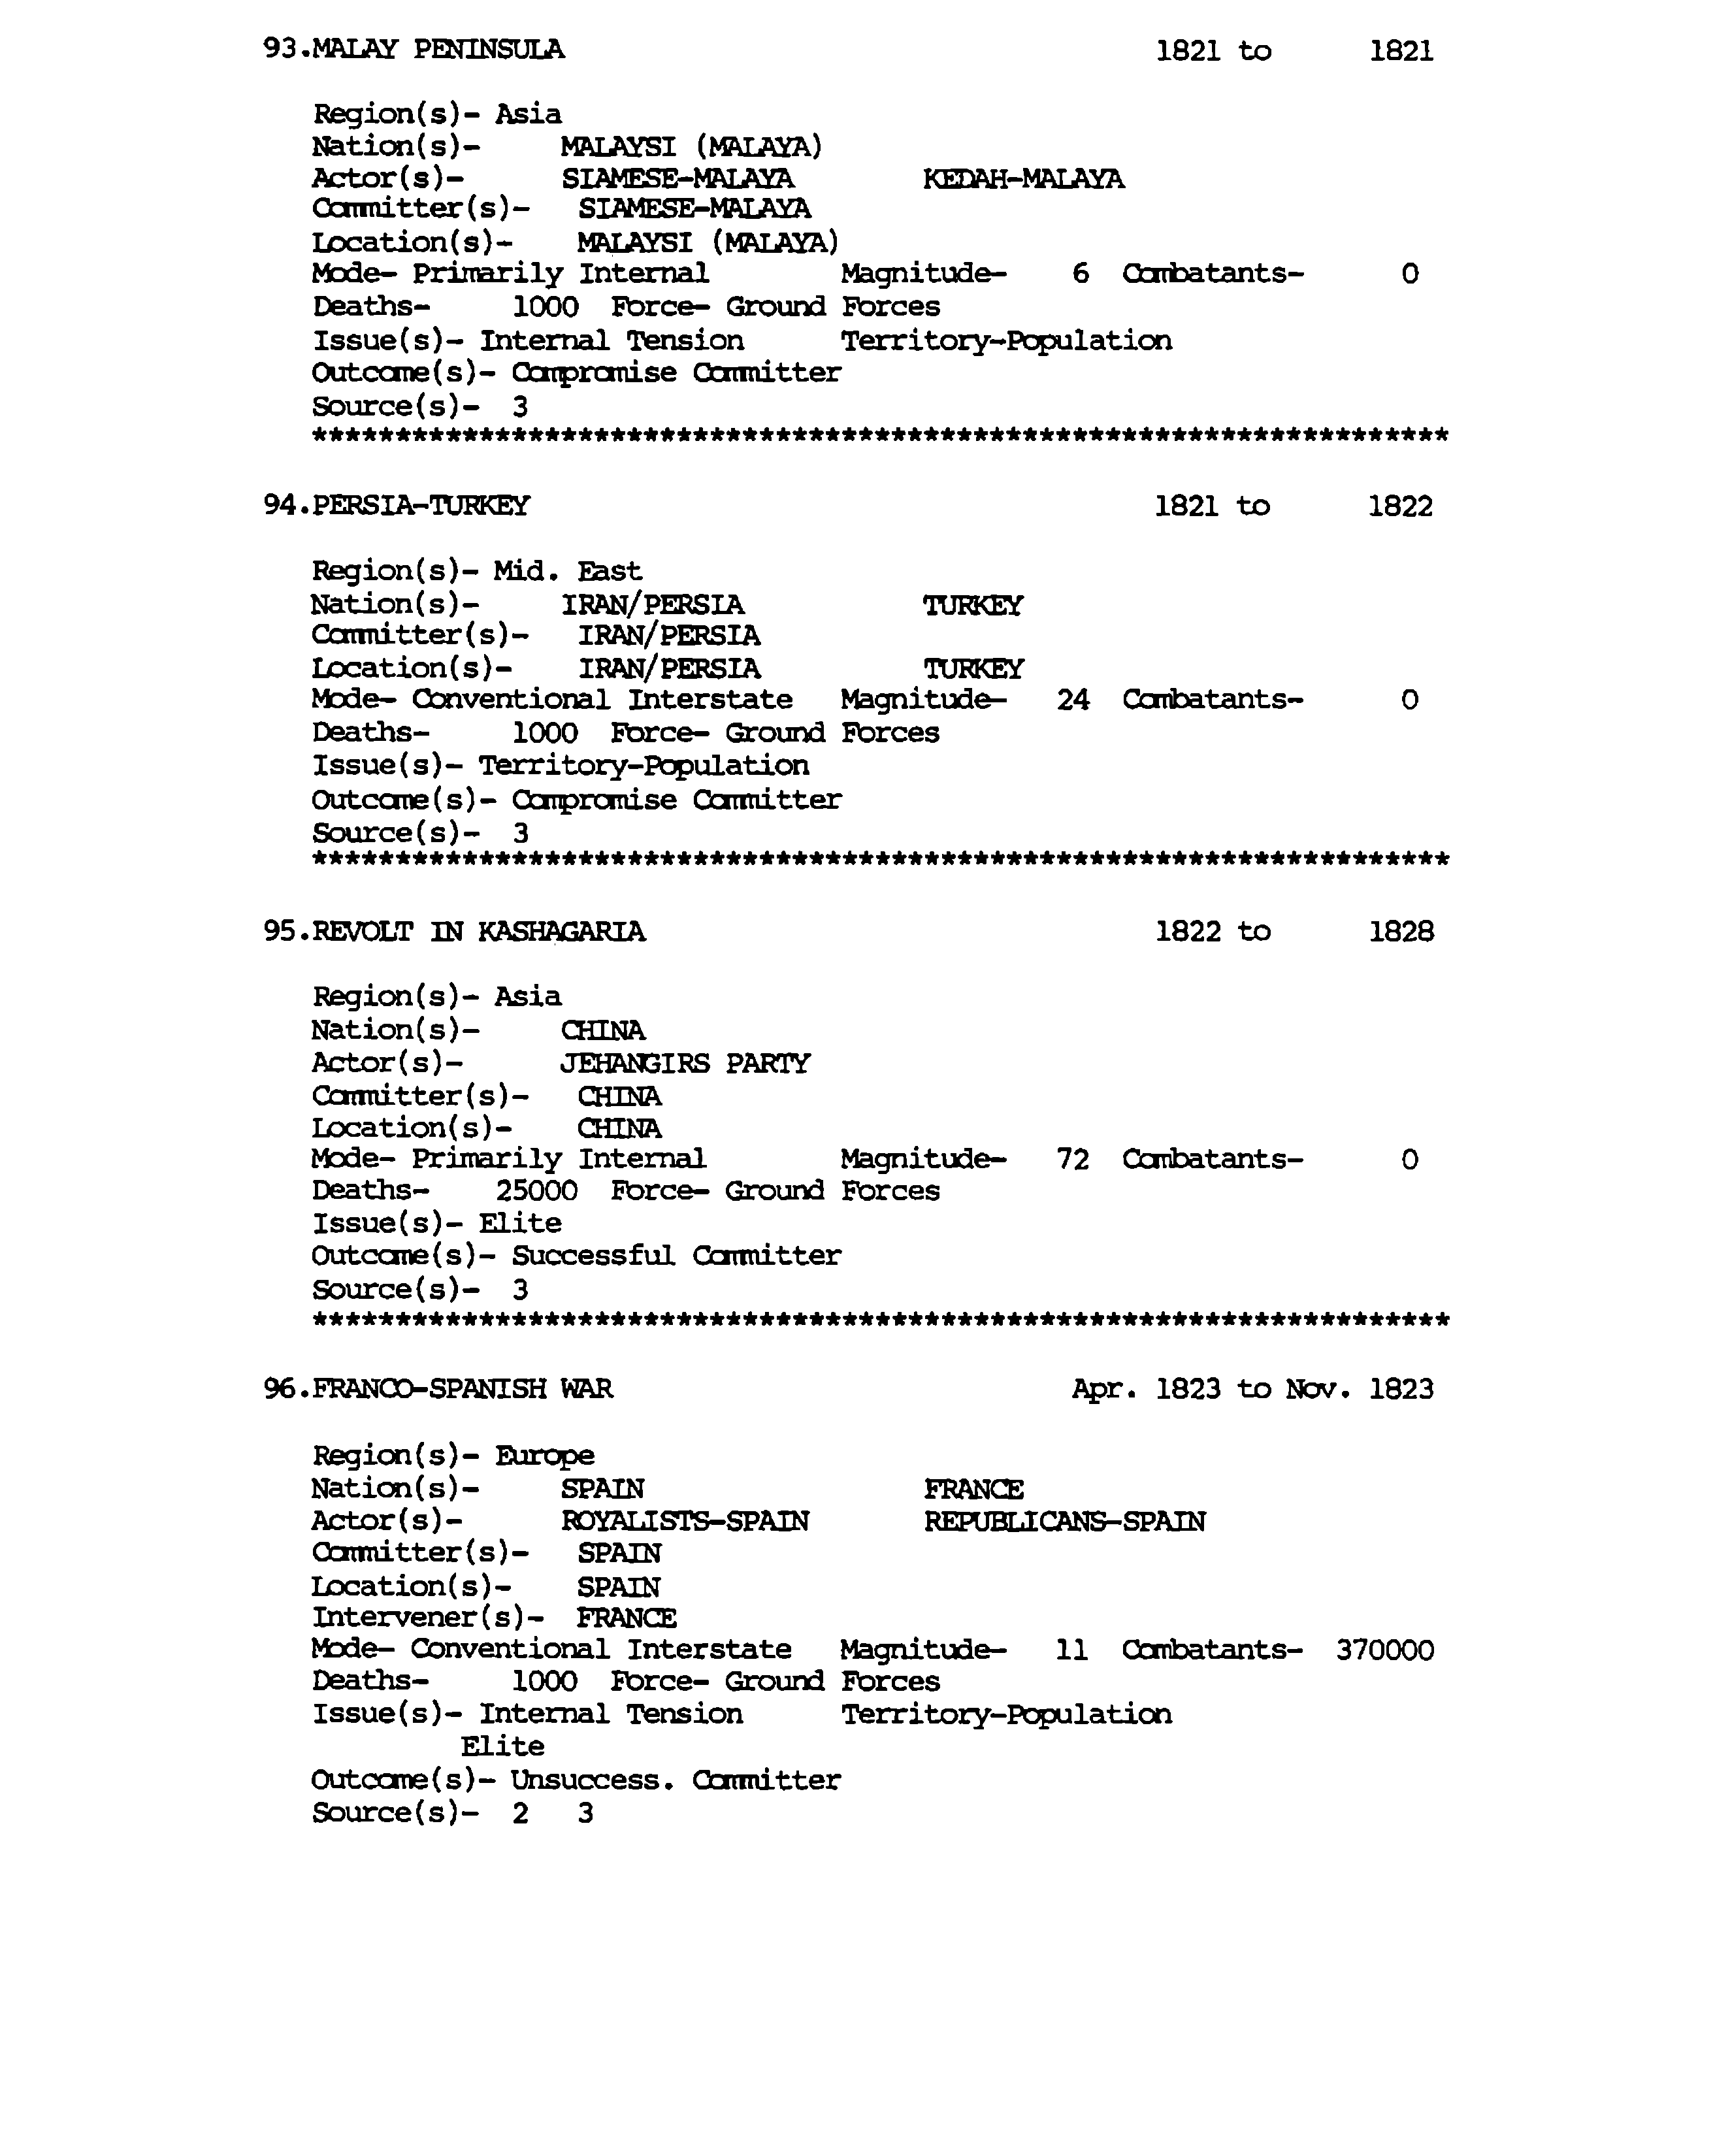 93.MALAY PENINSULA 1821 to 1821
Region(s)- Asia
Nation(s)- MALAYSI (MALAYA)
Actor(s)- SIAMESE-MALAYA KEDAH-MALAYA
Committer(s)- SIAMESE-MALAYA
Location(s)- MALAYSI (MALAYA)
Mode- Primarily Internal Magnitude- 6 Combatants- 0
Deaths- 1000 Force- Ground Forces
Issue(s)- Internal Tension Territory-Population
Outcome(s)- Compromise Committer
Source(s)- 3
*********************************************************************
94.PERSIA-TURKEY 1821 to 1822
Region(s)- Mid. East
Nation(s)- IRAN/PERSIA TURKEY
Committer(s)- IRAN/PERSIA
Location(s)- IRAN/PERSIA TURKEY
Mode- Conventional Interstate Magnitude- 24 Combatants- 0
Deaths- 1000 Force- Ground Forces
Issue(s)- Territory-Population
Outcome(s)- Compromise Committer
Source(s)- 3
*********************************************************************
95.REVOLT IN KASHAGARIA 1822 to 1828
Region(s)- Asia
Nation(s)- CHINA
Actor(s)- JEHANGIRS PARTY
Committer(s)- CHINA
Location(s)- CHINA
Mode- Primarily Internal Magnitude- 72 Combatants- 0
Deaths- 25000 Force- Ground Forces
Issue(s)- Elite
Outcome(s)- Successful Committer
Source(s)- 3
*********************************************************************
96.FRANCO-SPANISH WAR Apr. 1823 to Nov. 1823
Region(s)- Europe
Nation(s)- SPAIN FRANCE
Actor(s)- ROYALISTS-SPAIN REPUBLICANS-SPAIN
Committer(s)- SPAIN
Location(s)- SPAIN
Intervener(s)- FRANCE
Mode- Conventional Interstate Magnitude- 11 Combatants- 370000
Deaths- 1000 Force- Ground Forces
Issue(s)- Internal Tension Territory-Population
Elite
Outcome(s)- Unsuccess. Committer
Source(s)- 2 3